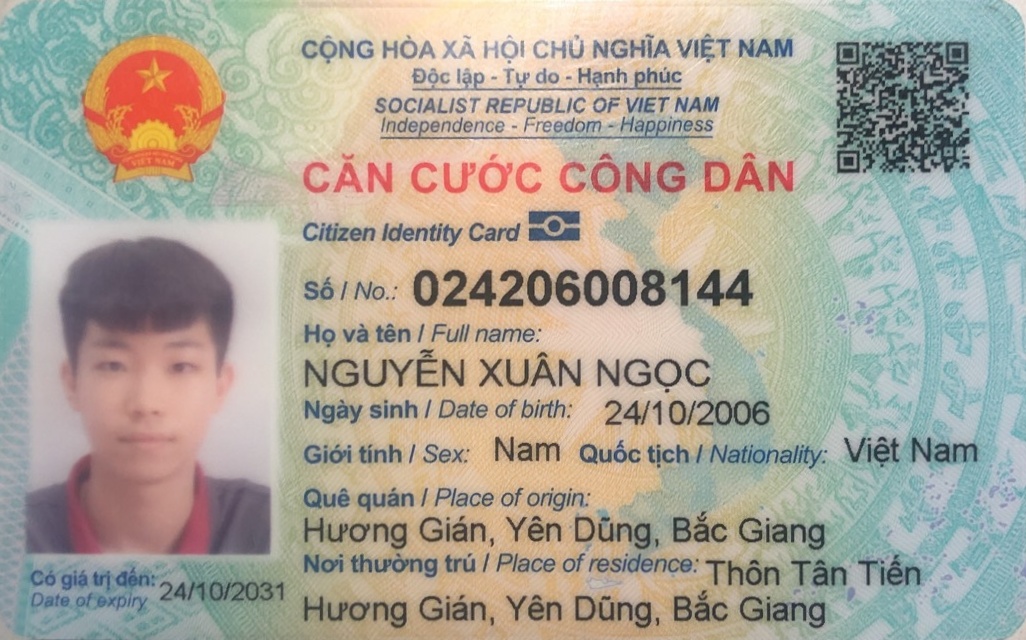 CỘNG HÒA XÃ HỘI CHỦ NGHĨA VIỆT NAM
Độc lập - Tự do - Hạnh phúc
SOCIALIST REPUBLIC OF VIET NAM
Independence - Freedom - Happiness
CĂN CƯỚC CÔNG DÂN
Citizen Identity Card
Số / No.: 024206008144
Họ và tên / Full name:
NGUYỄN XUÂN NGỌC
Ngày sinh / Date of birth: 24/10/2006
Giới tính / Sex: Nam Quốc tịch / Nationality: Việt Nam
Quê quán / Place of origin:
Hương Gián, Yên Dũng, Bắc Giang
Nơi thường trú / Place of residence: Thôn Tân Tiến
Hương Gián, Yên Dũng, Bắc Giang
Có giá trị đến: 24/10/2031
Date of expiry
VIỆT NAM